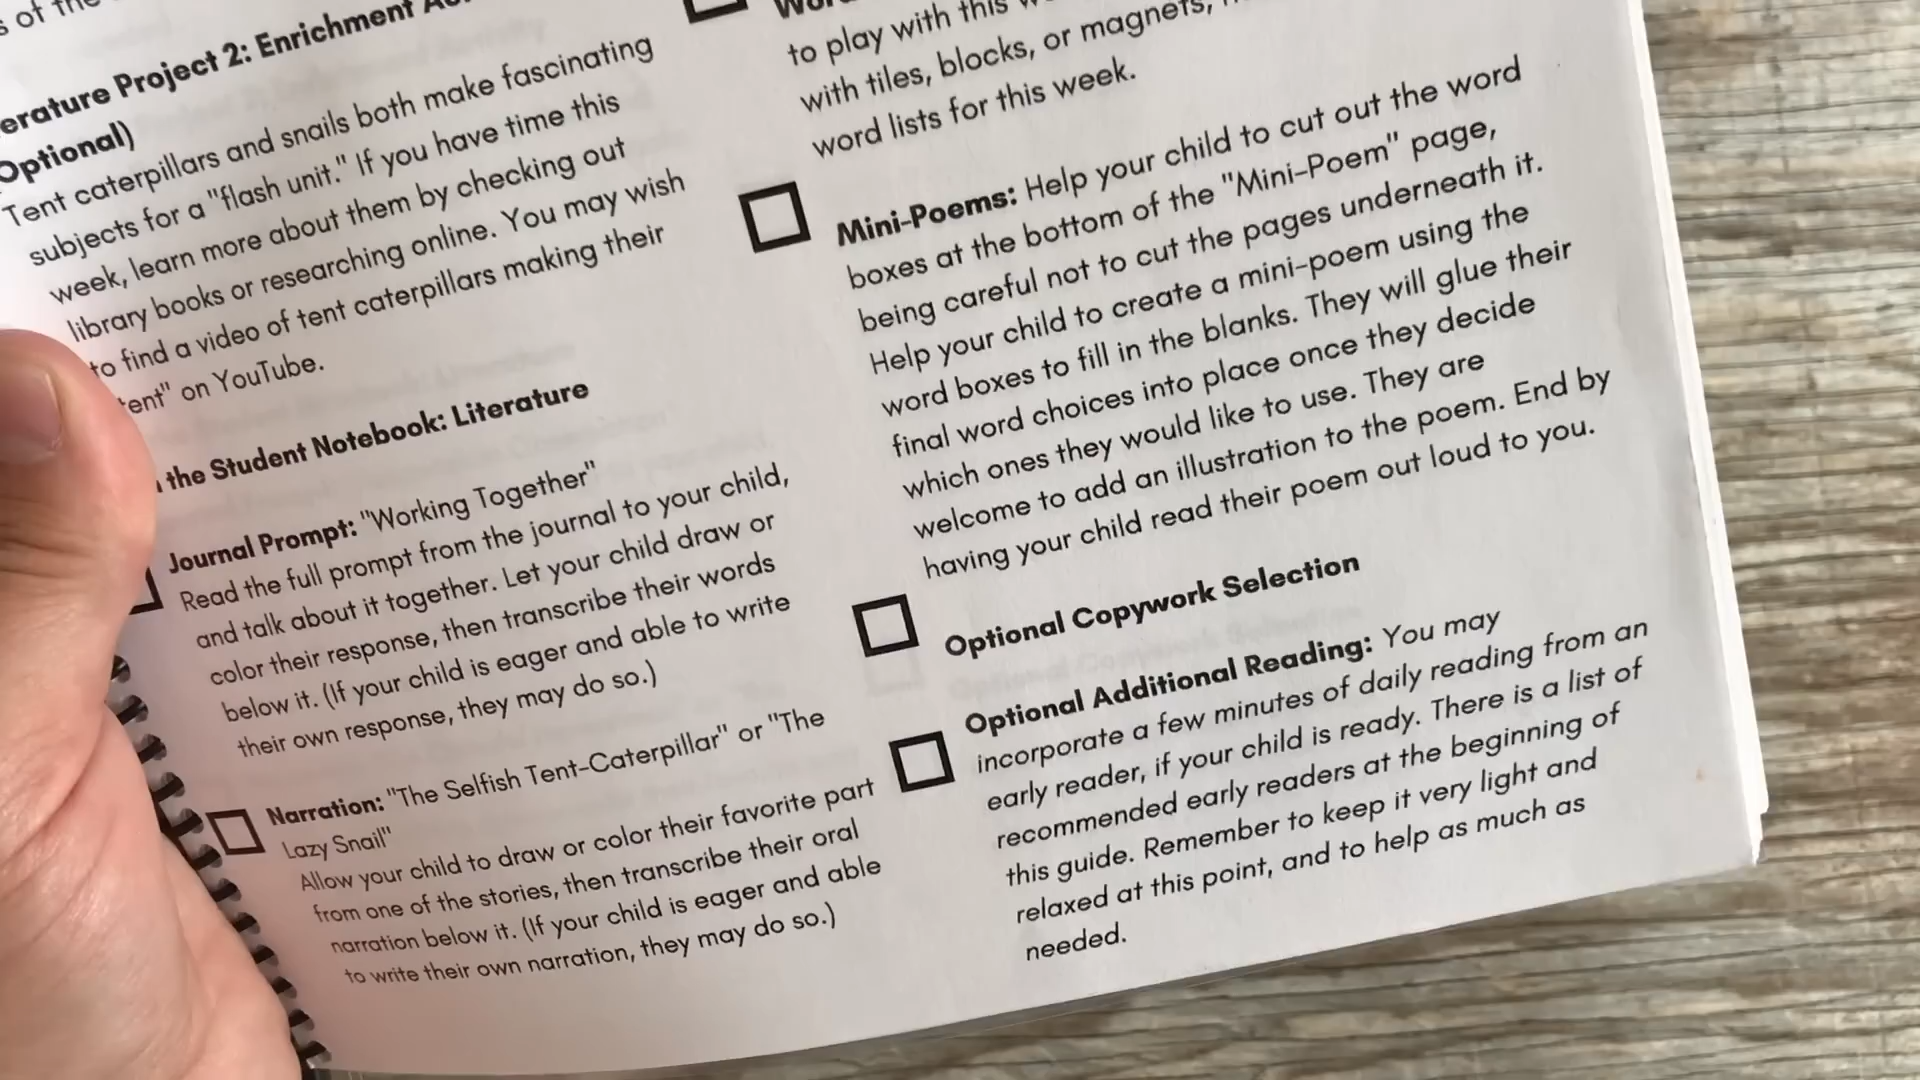 s of the
erature Project 2: Enrichment
Optional)
Tent caterpillars and snails both make fascinating
subjects for a "flash unit." If you have time this
week, learn more about them by checking out
library books or researching online. You may wish
to find a video of tent caterpillars making their
tent" on YouTube.
the Student Notebook: Literature
Journal Prompt: "Working Together"
Read the full prompt from the journal to your child,
and talk about it together. Let your child draw or
color their response, then transcribe their words
below it. (If your child is eager and able to write
their own response, they may do so.)
Narration: "The Selfish Tent-Caterpillar" or "The
Lazy Snail"
Allow your child to draw or color their favorite part
from one of the stories, then transcribe their oral
narration below it. (If your child is eager and able
to write their own narration, they may do so.)
to play with this
with tiles, blocks, or magnets,
word lists for this week.
Mini-Poems: Help your child to cut out the word
boxes at the bottom of the "Mini-Poem" page,
being careful not to cut the pages underneath it.
Help your child to create a mini-poem using the
word boxes to fill in the blanks. They will glue their
final word choices into place once they decide
which ones they would like to use. They are
welcome to add an illustration to the poem. End by
having your child read their poem out loud to you.
Optional Copywork Selection
Optional Additional Reading: You may
incorporate a few minutes of daily reading from an
early reader, if your child is ready. There is a list of
recommended early readers at the beginning of
this guide. Remember to keep it very light and
relaxed at this point, and to help as much as
needed.